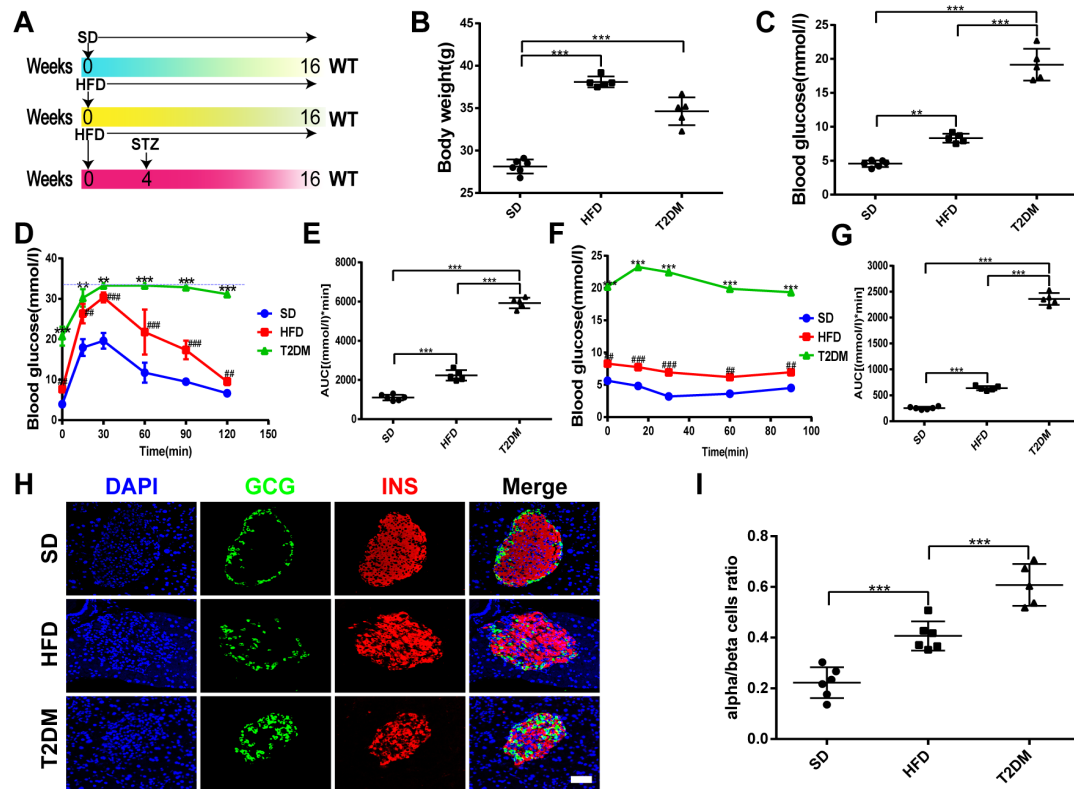 A
SD
Weeks 0 16 WT
HFD
Weeks 0 16 WT
HFD
STZ
Weeks 0 4 16 WT
B
Body weight(g)
40
35
30
25
***
***
SD
HFD
T2DM
C
Blood glucose(mmol/l)
25
20
15
10
5
0
***
***
**
SD
HFD
T2DM
D
Blood glucose(mmol/l)
40
30
20
10
0
*** ** ** *** *** ***
## ## ### ### ### ##
0 30 60 90 120 150
Time(min)
SD
HFD
T2DM
E
AUC[(mmol/l)*min]
8000
6000
4000
2000
0
***
***
***
SD
HFD
T2DM
F
Blood glucose(mmol/l)
25
20
15
10
5
0
*** *** *** *** ***
## ### ### ## ##
0 20 40 60 80 100
Time(min)
SD
HFD
T2DM
G
AUC[(mmol/l)*min]
3000
2500
2000
1500
1000
500
0
***
***
***
SD
HFD
T2DM
H
DAPI GCG INS Merge
SD
HFD
T2DM
I
alpha/beta cells ratio
0.8
0.6
0.4
0.2
0.0
***
***
SD
HFD
T2DM